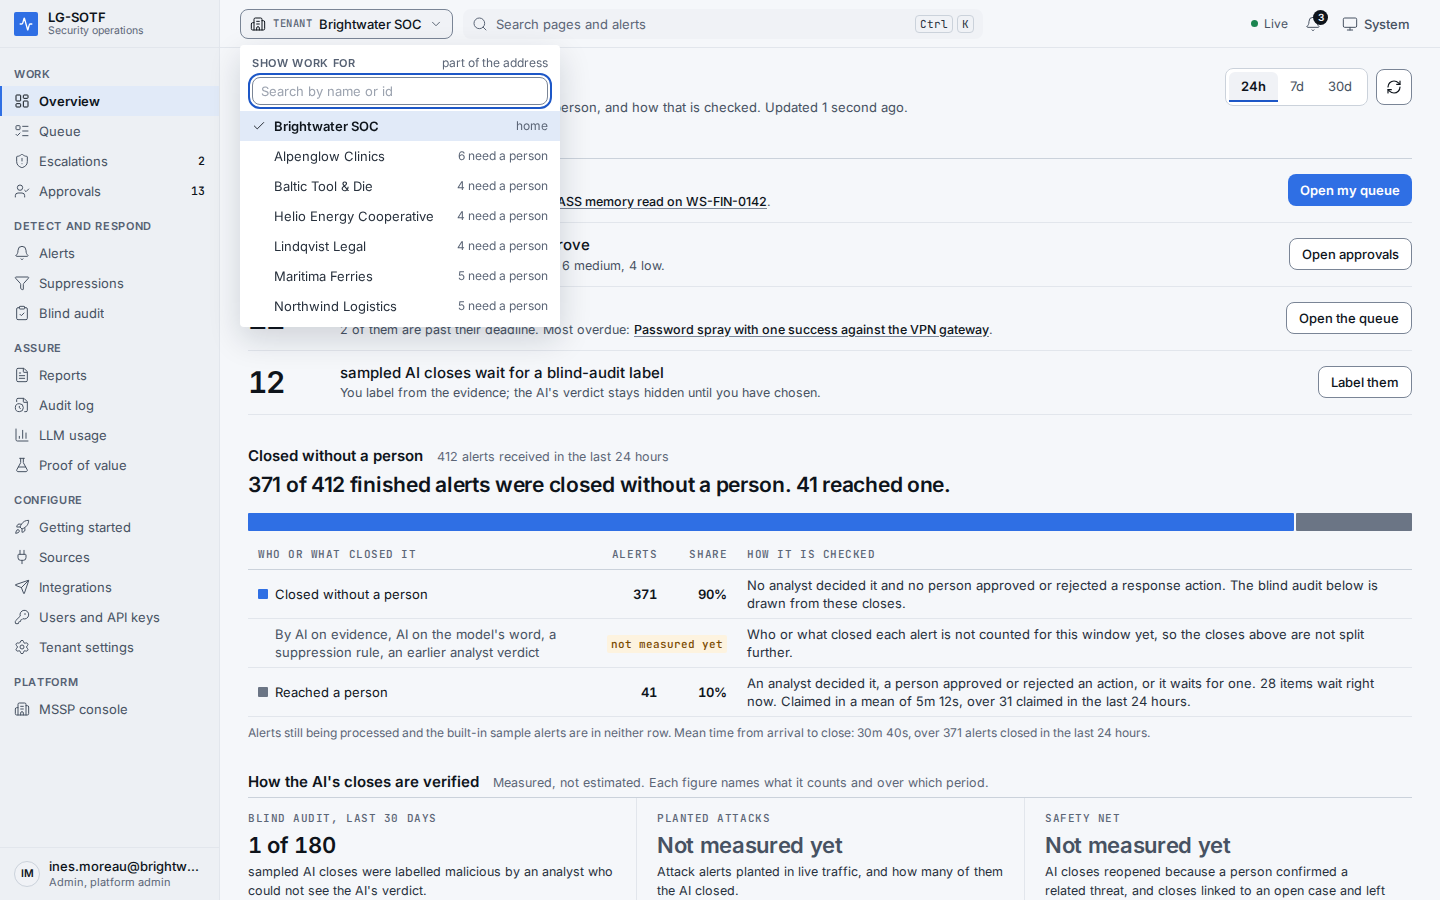 LG-SOTF
Security operations
TENANT Brightwater SOC
Search pages and alerts
Ctrl K
Live
3
System
WORK
Overview
Queue
Escalations 2
Approvals 13
DETECT AND RESPOND
Alerts
Suppressions
Blind audit
ASSURE
Reports
Audit log
LLM usage
Proof of value
CONFIGURE
Getting started
Sources
Integrations
Users and API keys
Tenant settings
PLATFORM
MSSP console
IM
ines.moreau@brightw...
Admin, platform admin
SHOW WORK FOR part of the address
Search by name or id
Brightwater SOC home
Alpenglow Clinics 6 need a person
Baltic Tool & Die 4 need a person
Helio Energy Cooperative 4 need a person
Lindqvist Legal 4 need a person
Maritima Ferries 5 need a person
Northwind Logistics 5 need a person
erson, and how that is checked. Updated 1 second ago.
24h 7d 30d
ASS memory read on WS-FIN-0142.
Open my queue
rove
6 medium, 4 low.
Open approvals
2 of them are past their deadline. Most overdue: Password spray with one success against the VPN gateway.
Open the queue
12
sampled AI closes wait for a blind-audit label
You label from the evidence; the AI's verdict stays hidden until you have chosen.
Label them
Closed without a person 412 alerts received in the last 24 hours
371 of 412 finished alerts were closed without a person. 41 reached one.
WHO OR WHAT CLOSED IT ALERTS SHARE HOW IT IS CHECKED
Closed without a person 371 90% No analyst decided it and no person approved or rejected a response action. The blind audit below is
drawn from these closes.
By AI on evidence, AI on the model's word, a
suppression rule, an earlier analyst verdict
not measured yet
Who or what closed each alert is not counted for this window yet, so the closes above are not split
further.
Reached a person 41 10% An analyst decided it, a person approved or rejected an action, or it waits for one. 28 items wait right
now. Claimed in a mean of 5m 12s, over 31 claimed in the last 24 hours.
Alerts still being processed and the built-in sample alerts are in neither row. Mean time from arrival to close: 30m 40s, over 371 alerts closed in the last 24 hours.
How the AI's closes are verified Measured, not estimated. Each figure names what it counts and over which period.
BLIND AUDIT, LAST 30 DAYS
1 of 180
sampled AI closes were labelled malicious by an analyst who
could not see the AI's verdict.
PLANTED ATTACKS
Not measured yet
Attack alerts planted in live traffic, and how many of them
the AI closed.
SAFETY NET
Not measured yet
AI closes reopened because a person confirmed a
related threat, and closes linked to an open case and left